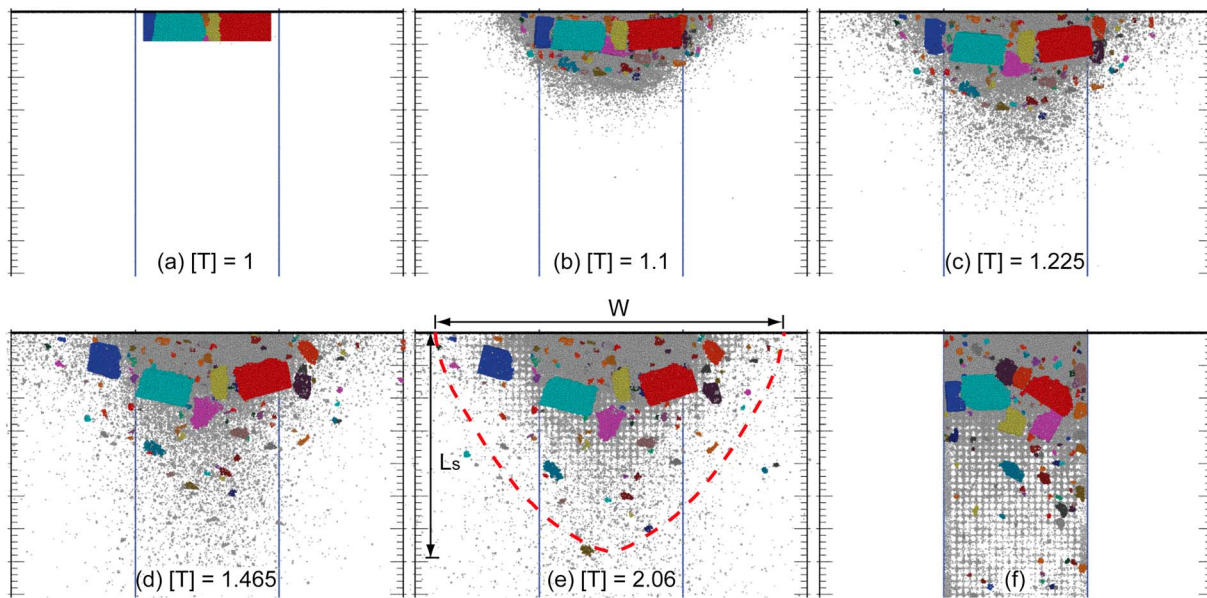 (a) [T] = 1
(b) [T] = 1.1
(c) [T] = 1.225
W
Ls
(d) [T] = 1.465
(e) [T] = 2.06
(f)